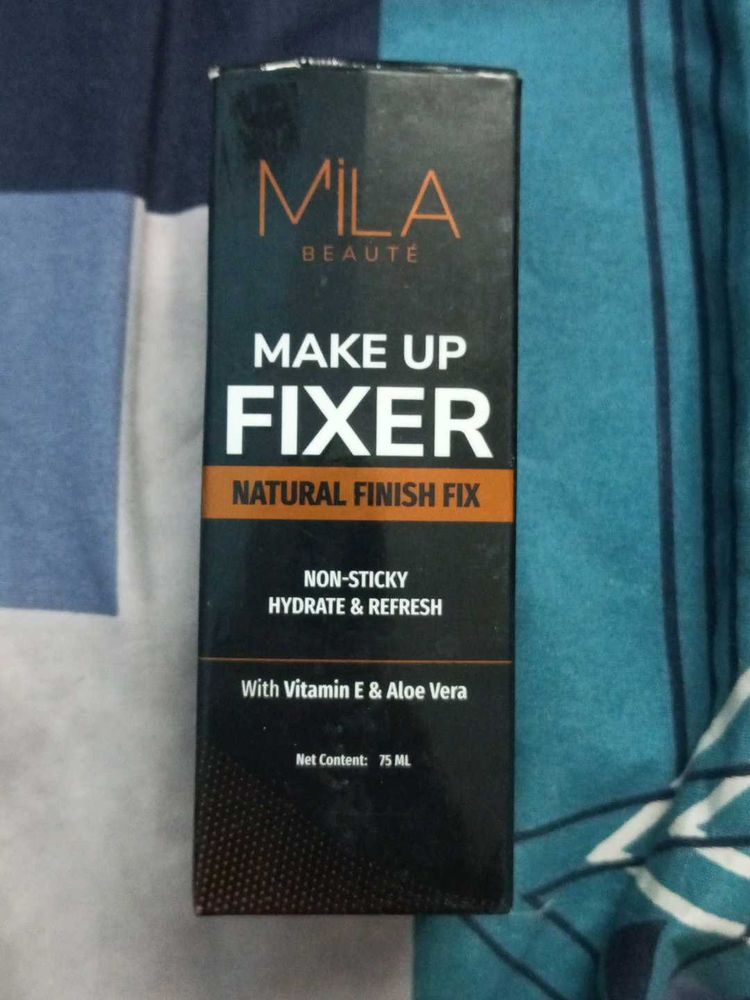 MiLA
BEAUTÉ
MAKE UP
FIXER
NATURAL FINISH FIX
NON-STICKY
HYDRATE & REFRESH
With Vitamin E & Aloe Vera
Net Content: 75 ML